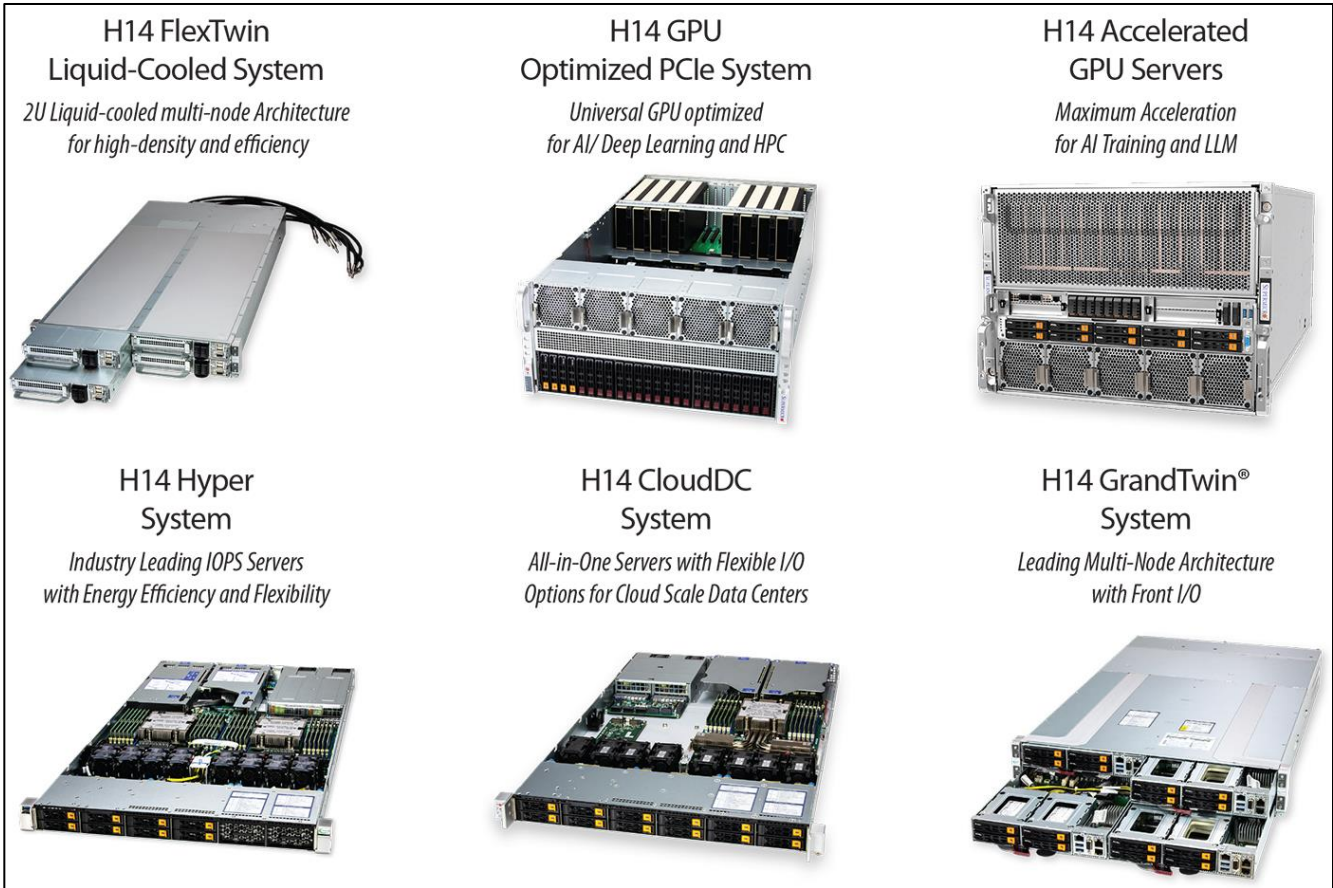 H14 FlexTwin
Liquid-Cooled System
2U Liquid-cooled multi-node Architecture
for high-density and efficiency
H14 GPU
Optimized PCIe System
Universal GPU optimized
for AI/ Deep Learning and HPC
H14 Accelerated
GPU Servers
Maximum Acceleration
for AI Training and LLM
H14 Hyper
System
Industry Leading IOPS Servers
with Energy Efficiency and Flexibility
H14 CloudDC
System
All-in-One Servers with Flexible I/O
Options for Cloud Scale Data Centers
H14 GrandTwin®
System
Leading Multi-Node Architecture
with Front I/O